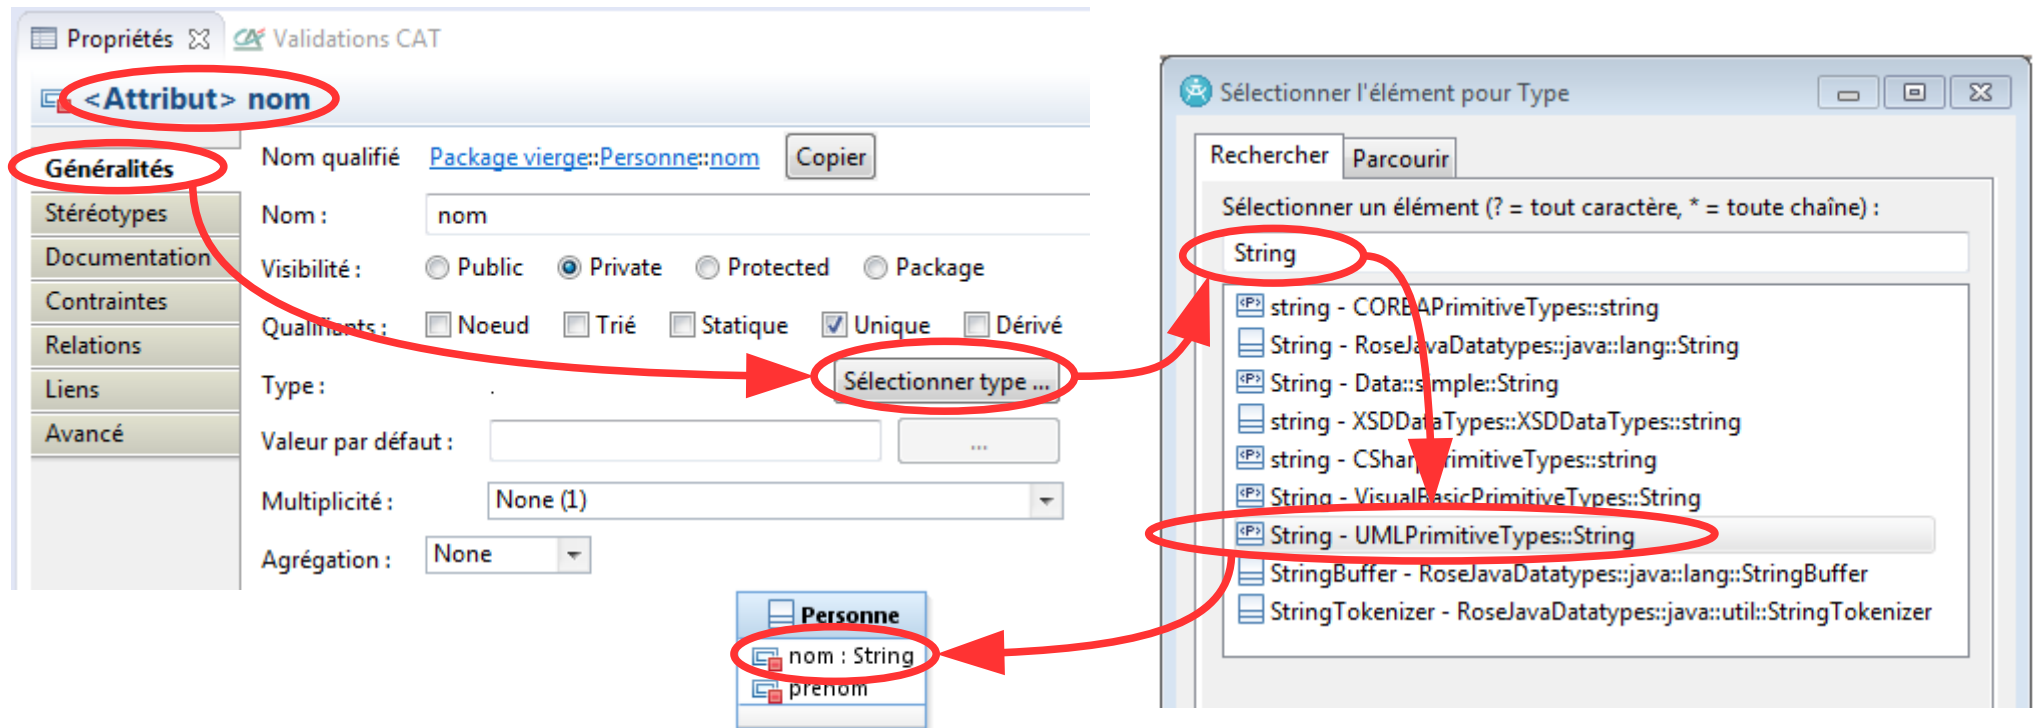 Propriétés
Validations CAT
<Attribut> nom
Généralités
Stéréotypes
Documentation
Contraintes
Relations
Liens
Avancé
Nom qualifié Package vierge::Personne::nom Copier
Nom : nom
Visibilité : Public Private Protected Package
Qualifiants : Noeud Trié Statique Unique Dérivé
Type : . Sélectionner type ...
Valeur par défaut : ...
Multiplicité : None (1)
Agrégation : None
Personne
nom : String
prenom
Sélectionner l'élément pour Type
Rechercher Parcourir
Sélectionner un élément (? = tout caractère, * = toute chaîne) :
String
string - CORBAPrimitiveTypes::string
String - RoseJavaDatatypes::java::lang::String
String - Data::simple::String
string - XSDDataTypes::XSDDataTypes::string
string - CSharpPrimitiveTypes::string
String - VisualBasicPrimitiveTypes::String
String - UMLPrimitiveTypes::String
StringBuffer - RoseJavaDatatypes::java::lang::StringBuffer
StringTokenizer - RoseJavaDatatypes::java::util::StringTokenizer